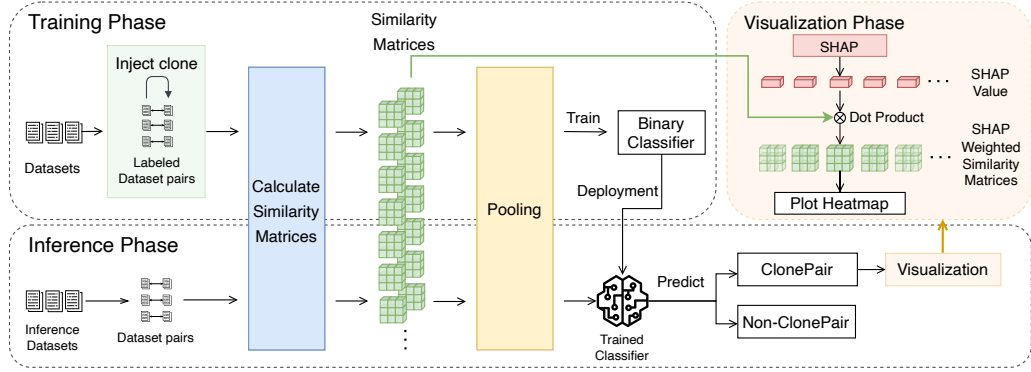 Training Phase
Inject clone
Datasets
Labeled
Dataset pairs
Calculate
Similarity
Matrices
Similarity
Matrices
Pooling
Train
Binary
Classifier
Deployment
Visualization Phase
SHAP
...
SHAP
Value
Dot Product
...
SHAP
Weighted
Similarity
Matrices
Plot Heatmap
Inference Phase
Inference
Datasets
Dataset pairs
Trained
Classifier
Predict
ClonePair
Non-ClonePair
Visualization